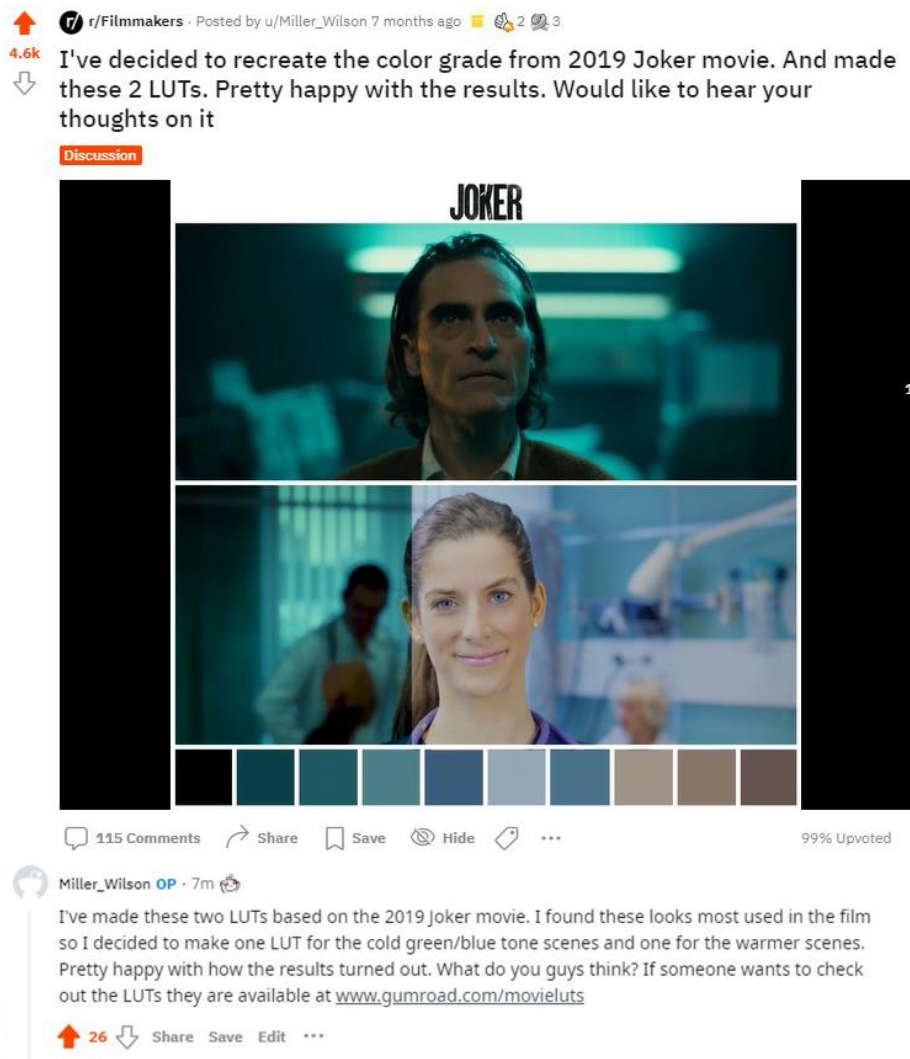 r/Filmmakers · Posted by u/Miller_Wilson 7 months ago 2 3
4.6k
I've decided to recreate the color grade from 2019 Joker movie. And made
these 2 LUTs. Pretty happy with the results. Would like to hear your
thoughts on it
Discussion
JOKER
1
115 Comments Share Save Hide ... 99% Upvoted
Miller_Wilson OP · 7m
I've made these two LUTs based on the 2019 Joker movie. I found these looks most used in the film
so I decided to make one LUT for the cold green/blue tone scenes and one for the warmer scenes.
Pretty happy with how the results turned out. What do you guys think? If someone wants to check
out the LUTs they are available at www.gumroad.com/movieluts
26 Share Save Edit ...